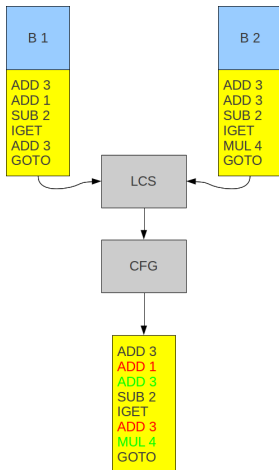 B 1
ADD 3
ADD 1
SUB 2
IGET
ADD 3
GOTO
B 2
ADD 3
ADD 3
SUB 2
IGET
MUL 4
GOTO
LCS
CFG
ADD 3
ADD 1
ADD 3
SUB 2
IGET
ADD 3
MUL 4
GOTO